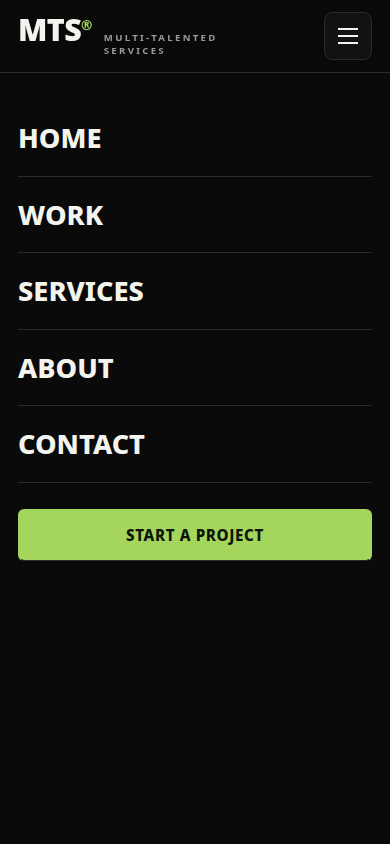 MTS®
MULTI-TALENTED
SERVICES
HOME
WORK
SERVICES
ABOUT
CONTACT
START A PROJECT